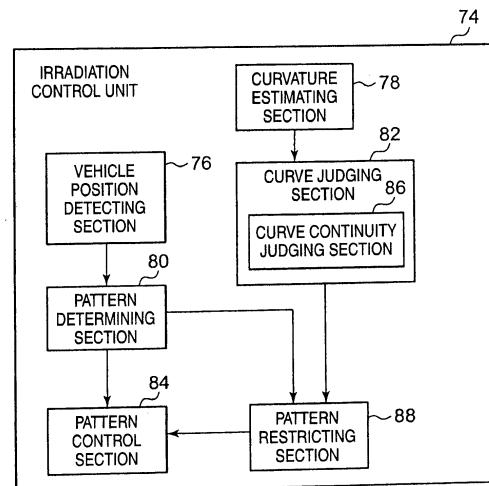 74
IRRADIATION
CONTROL UNIT
CURVATURE
ESTIMATING
SECTION
78
82
VEHICLE
POSITION
DETECTING
SECTION
76
CURVE JUDGING
SECTION
86
CURVE CONTINUITY
JUDGING SECTION
80
PATTERN
DETERMINING
SECTION
84
PATTERN
CONTROL
SECTION
PATTERN
RESTRICTING
SECTION
88